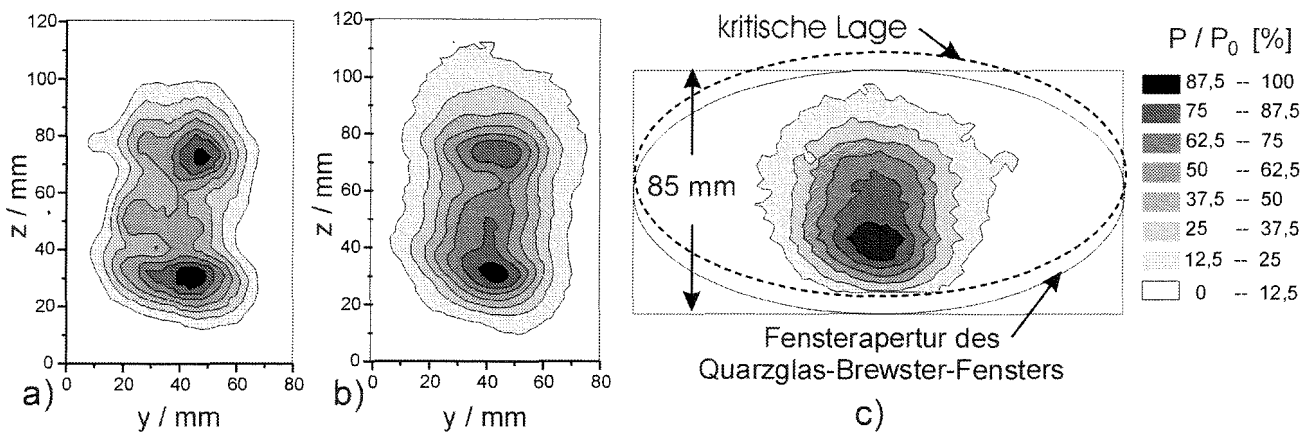 120
100
80
60
40
20
0
z / mm
0 20 40 60 80
y / mm
a)
120
100
80
60
40
20
0
z / mm
0 20 40 60 80
y / mm
b)
kritische Lage
85 mm
Fensterapertur des
Quarzglas-Brewster-Fensters
c)
P / P0 [%]
87,5 -- 100
75 -- 87,5
62,5 -- 75
50 -- 62,5
37,5 -- 50
25 -- 37,5
12,5 -- 25
0 -- 12,5